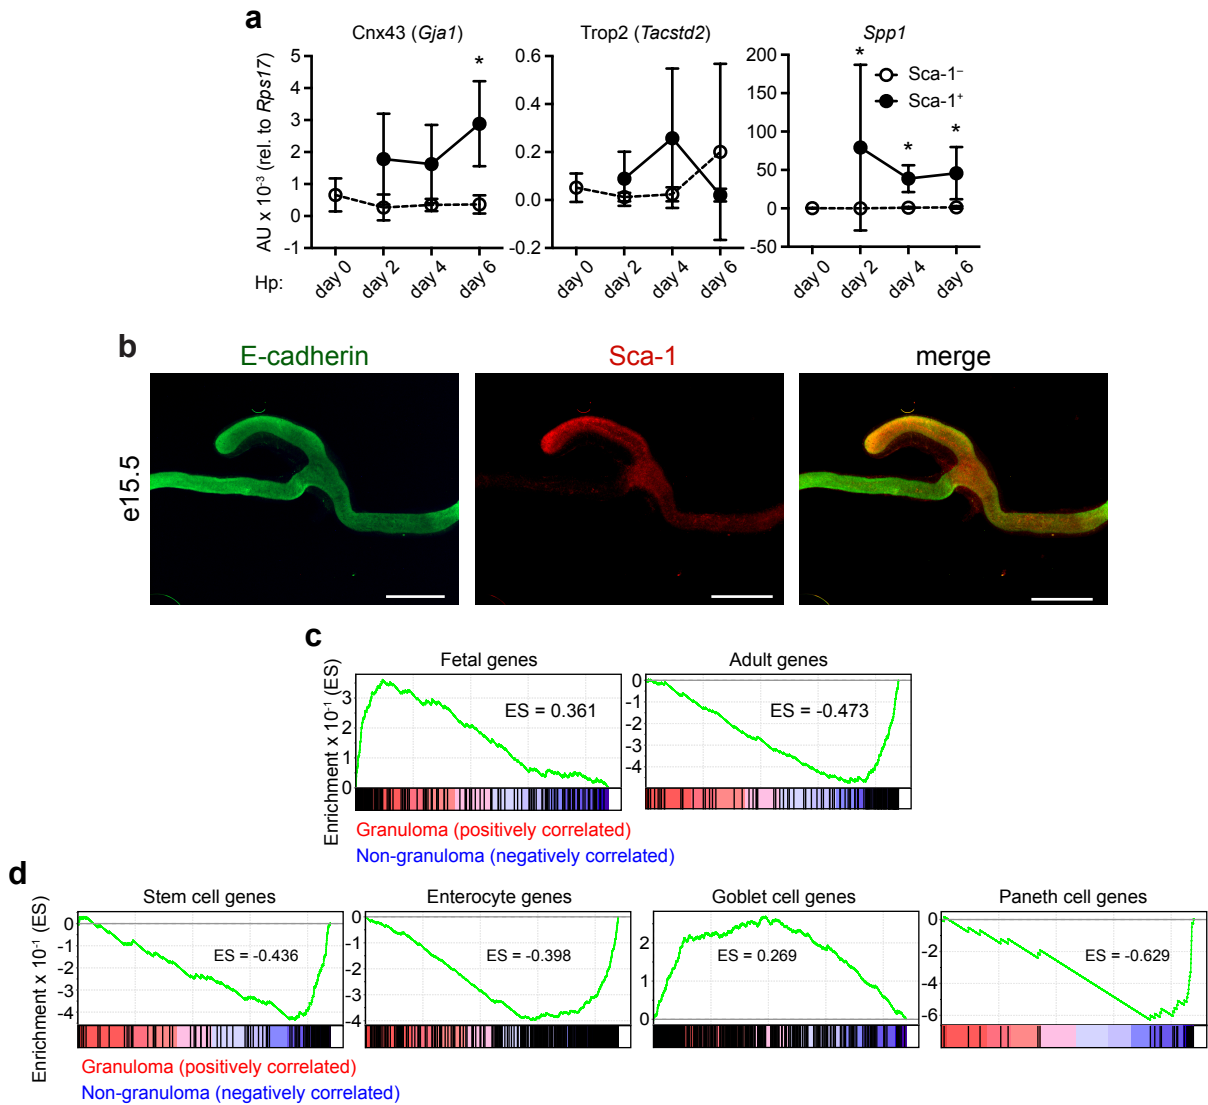 a
Cnx43 (Gja1)
Trop2 (Tacstd2)
Spp1
AU x 10⁻³ (rel. to Rps17)
5
4
3
2
1
0
-1
*
0.6
0.4
0.2
0.0
-0.2
200
150
100
50
0
-50
*
*
*
Sca-1⁻
Sca-1⁺
Hp:
day 0
day 2
day 4
day 6
day 0
day 2
day 4
day 6
day 0
day 2
day 4
day 6
b
E-cadherin
Sca-1
merge
e15.5
c
Enrichment x 10⁻¹ (ES)
Fetal genes
3
2
1
0
ES = 0.361
Adult genes
0
-1
-2
-3
-4
ES = -0.473
Granuloma (positively correlated)
Non-granuloma (negatively correlated)
d
Enrichment x 10⁻¹ (ES)
Stem cell genes
0
-1
-2
-3
-4
ES = -0.436
Enterocyte genes
0
-1
-2
-3
-4
ES = -0.398
Goblet cell genes
2
1
0
ES = 0.269
Paneth cell genes
0
-2
-4
-6
ES = -0.629
Granuloma (positively correlated)
Non-granuloma (negatively correlated)